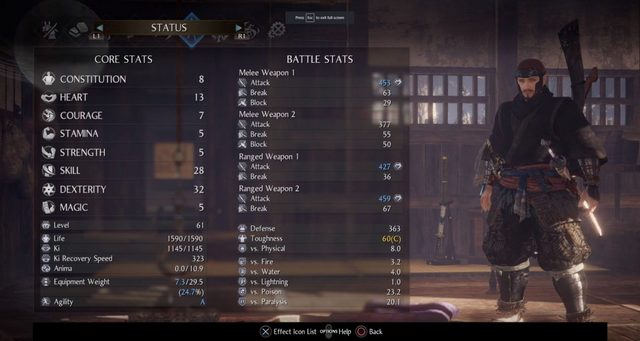 Press Esc to exit full screen
L1 STATUS R1
CORE STATS
CONSTITUTION 8
HEART 13
COURAGE 7
STAMINA 5
STRENGTH 5
SKILL 28
DEXTERITY 32
MAGIC 5
Level 61
Life 1590/1590
Ki 1145/1145
Ki Recovery Speed 323
Anima 0.0/10.9
Equipment Weight 7.3/29.5
(24.7%)
Agility A
BATTLE STATS
Melee Weapon 1
Attack 453
Break 63
Block 29
Melee Weapon 2
Attack 377
Break 55
Block 50
Ranged Weapon 1
Attack 427
Break 36
Ranged Weapon 2
Attack 459
Break 67
Defense 363
Toughness 60(C)
vs. Physical 8.0
vs. Fire 3.2
vs. Water 4.0
vs. Lightning 1.0
vs. Poison 23.2
vs. Paralysis 20.1
Effect Icon List OPTIONS Help Back